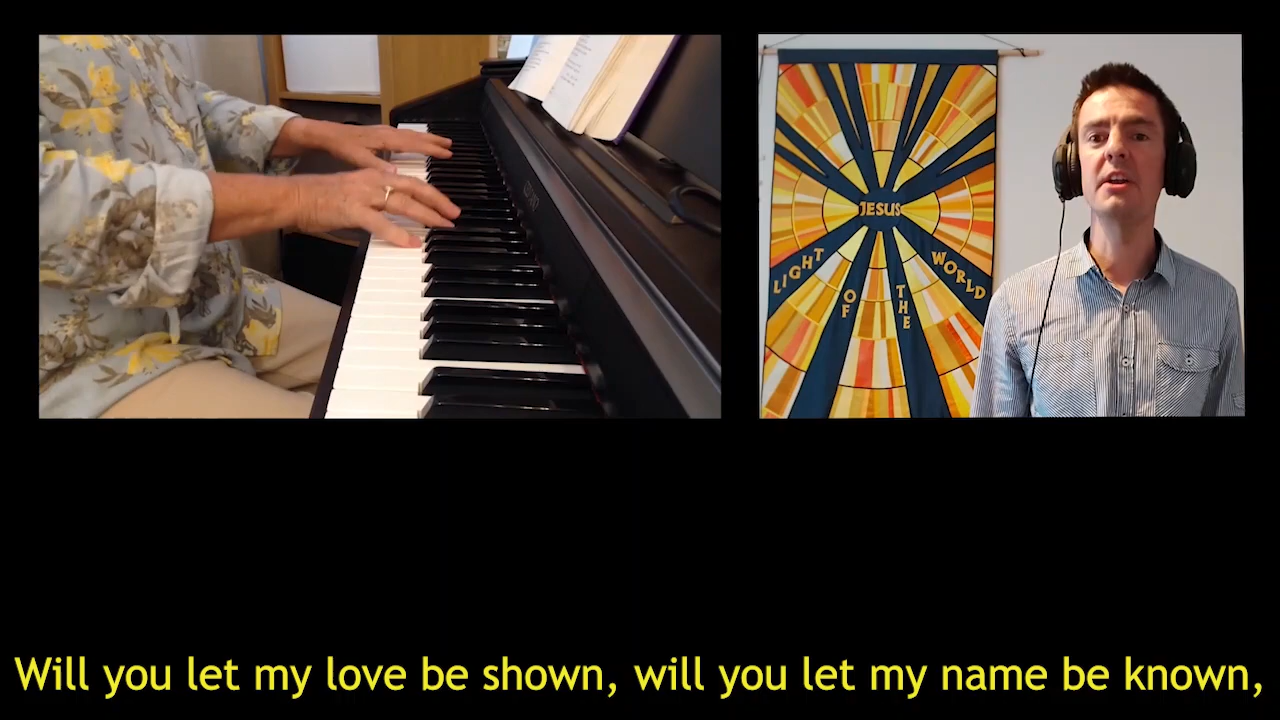 JESUS
LIGHT
OF
THE
WORLD
Will you let my love be shown, will you let my name be known,